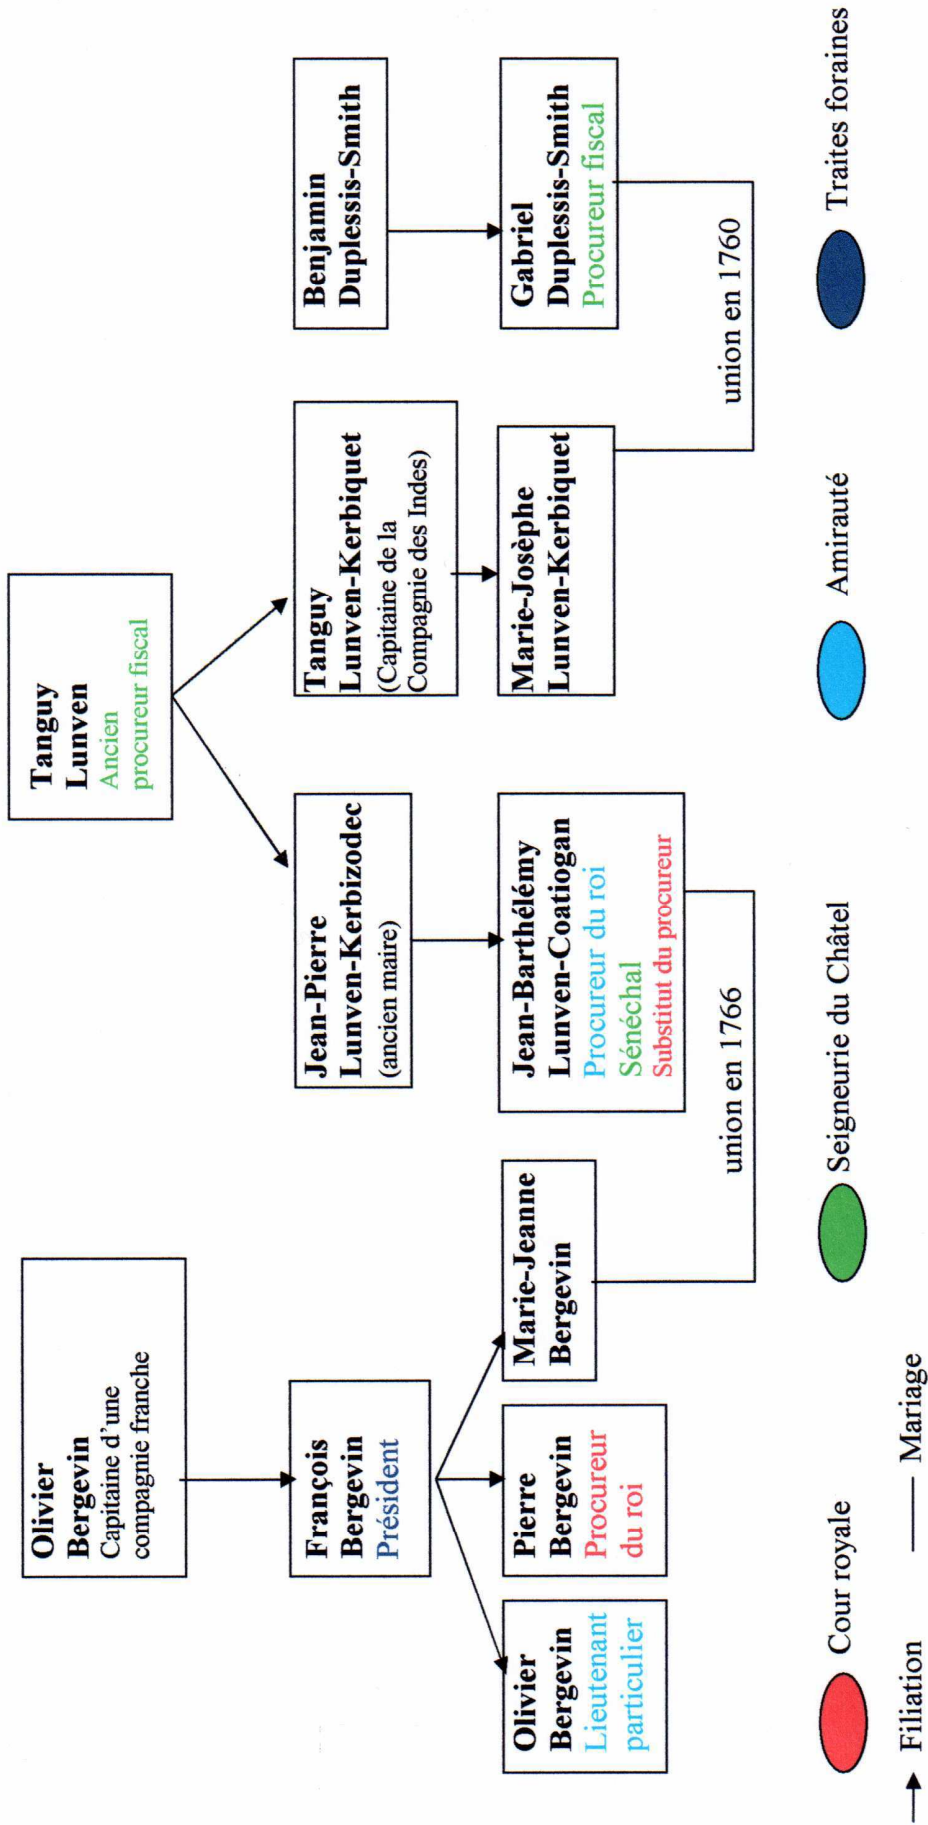 Olivier
Bergevin
Capitaine d'une
compagnie franche
Tanguy
Lunven
Ancien
procureur fiscal
François
Bergevin
Président
Jean-Pierre
Lunven-Kerbizodec
(ancien maire)
Tanguy
Lunven-Kerbiquet
(Capitaine de la
Compagnie des Indes)
Benjamin
Duplessis-Smith
Olivier
Bergevin
Lieutenant
particulier
Pierre
Bergevin
Procureur
du roi
Marie-Jeanne
Bergevin
Jean-Barthélémy
Lunven-Coatiogan
Procureur du roi
Sénéchal
Substitut du procureur
Marie-Josèphe
Lunven-Kerbiquet
Gabriel
Duplessis-Smith
Procureur fiscal
union en 1766
union en 1760
Cour royale
Seigneurie du Châtel
Amirauté
Traites foraines
Filiation
Mariage